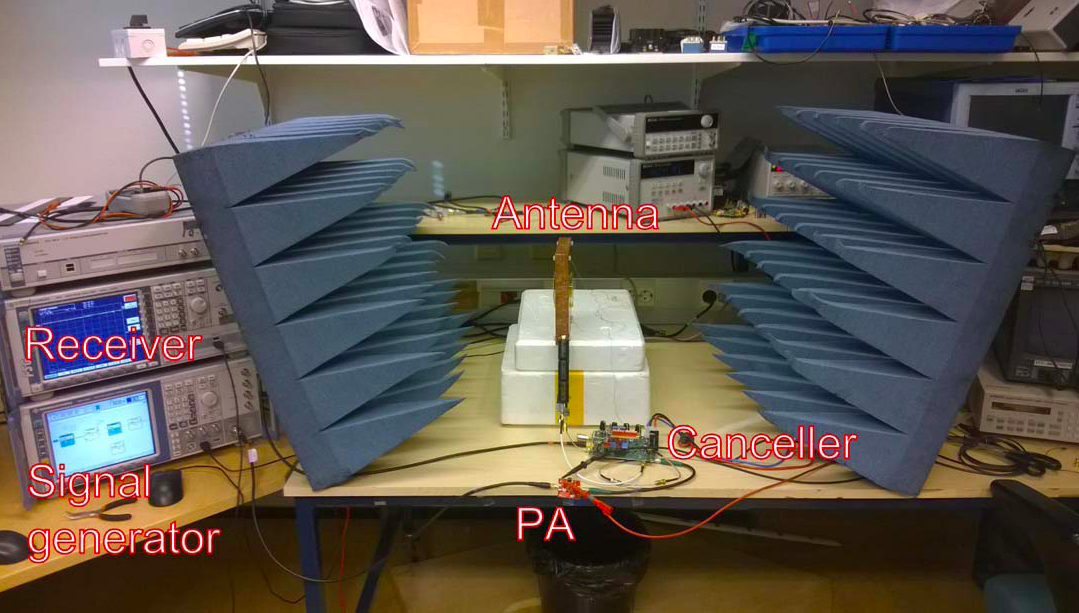 Antenna
Receiver
Canceller
Signal
generator
PA